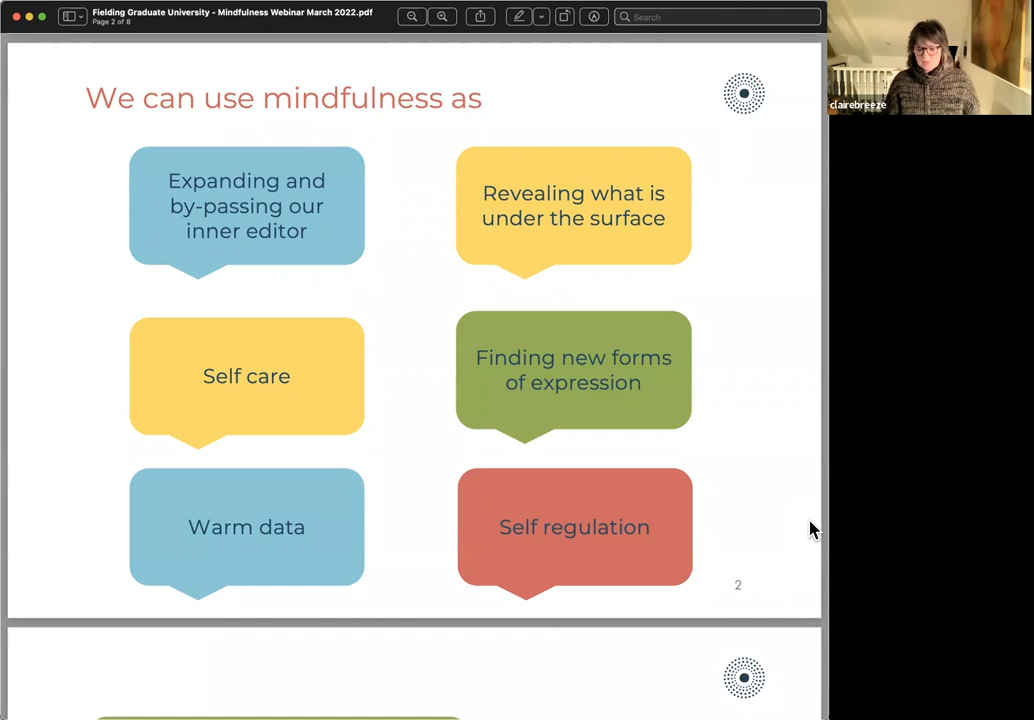 Fielding Graduate University - Mindfulness Webinar March 2022.pdf
Page 2 of 6
Search
clairebreeze
We can use mindfulness as
Expanding and
by-passing our
inner editor
Revealing what is
under the surface
Self care
Finding new forms
of expression
Warm data
Self regulation
2